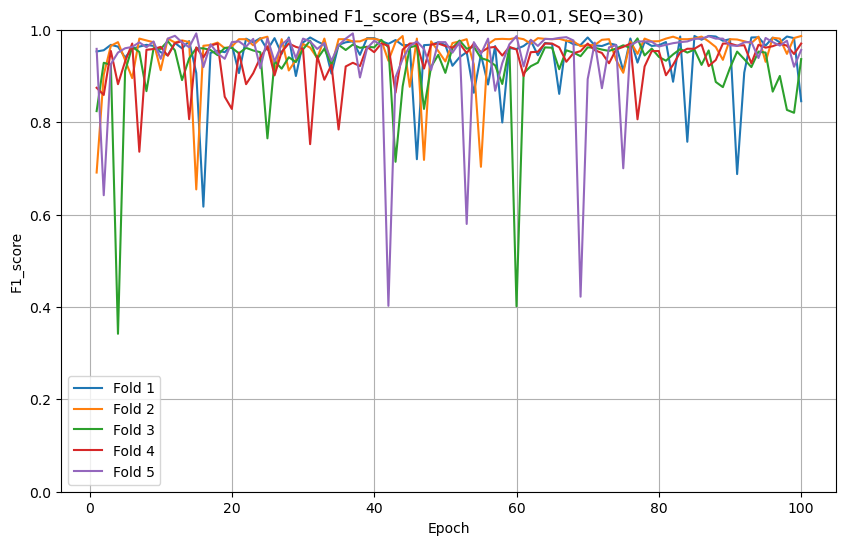 Combined F1_score (BS=4, LR=0.01, SEQ=30)
F1_score
1.0
0.8
0.6
0.4
0.2
0.0
Fold 1
Fold 2
Fold 3
Fold 4
Fold 5
0 20 40 60 80 100
Epoch